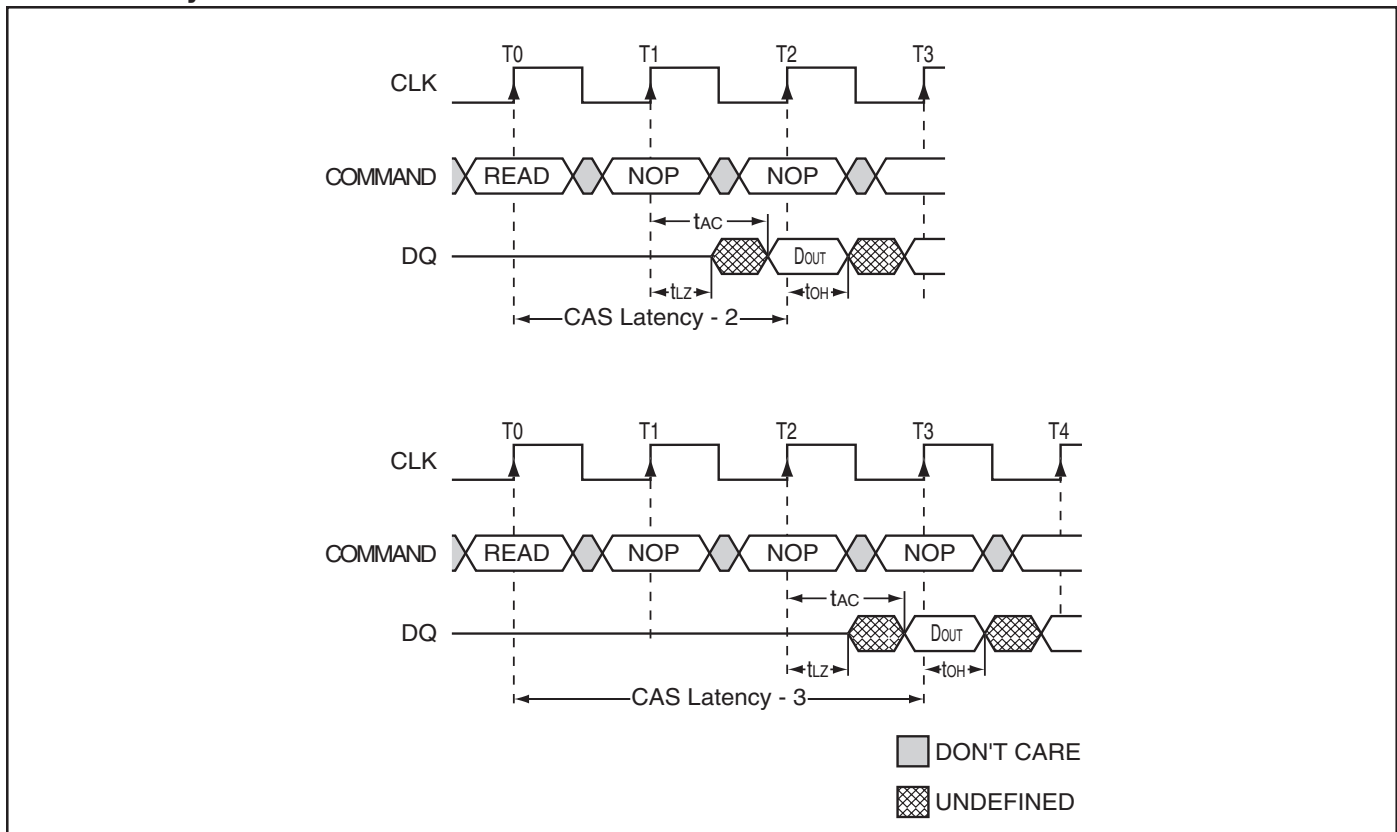 T0 T1 T2 T3
CLK
COMMAND READ NOP NOP
tAC
DQ DOUT
tLZ tOH
CAS Latency - 2
T0 T1 T2 T3 T4
CLK
COMMAND READ NOP NOP NOP
tAC
DQ DOUT
tLZ tOH
CAS Latency - 3
DON'T CARE
UNDEFINED